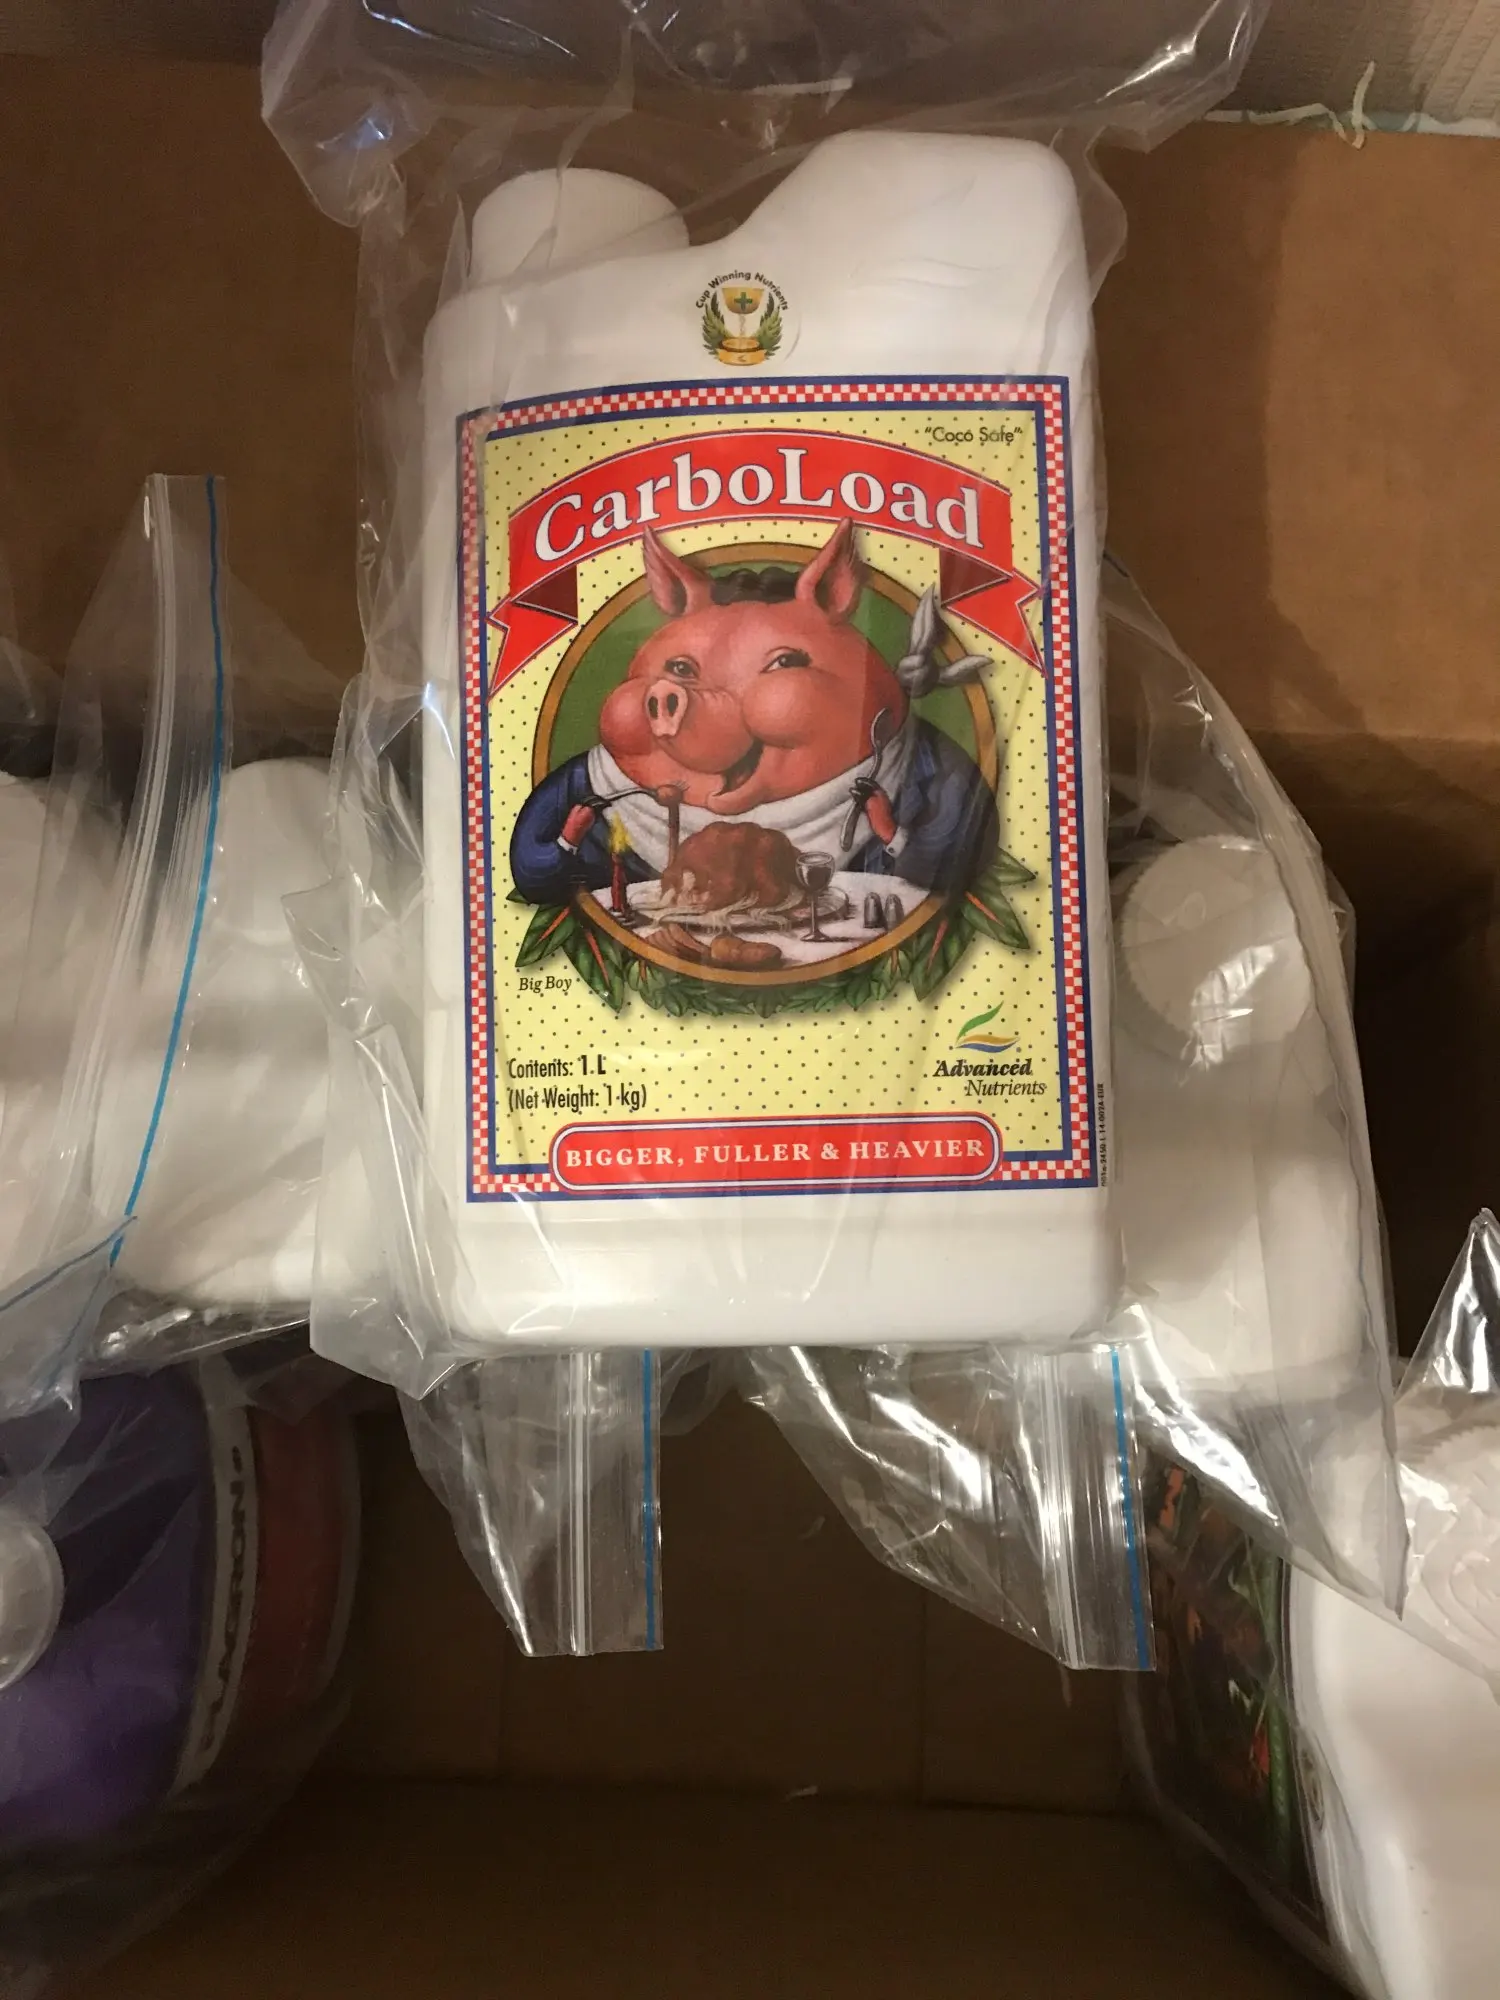 Cup Winning Nutrients
"Coco Safe"
CarboLoad
Big Boy
Contents: 1 L
(Net Weight: 1 kg)
Advanced
Nutrients
BIGGER, FULLER & HEAVIER